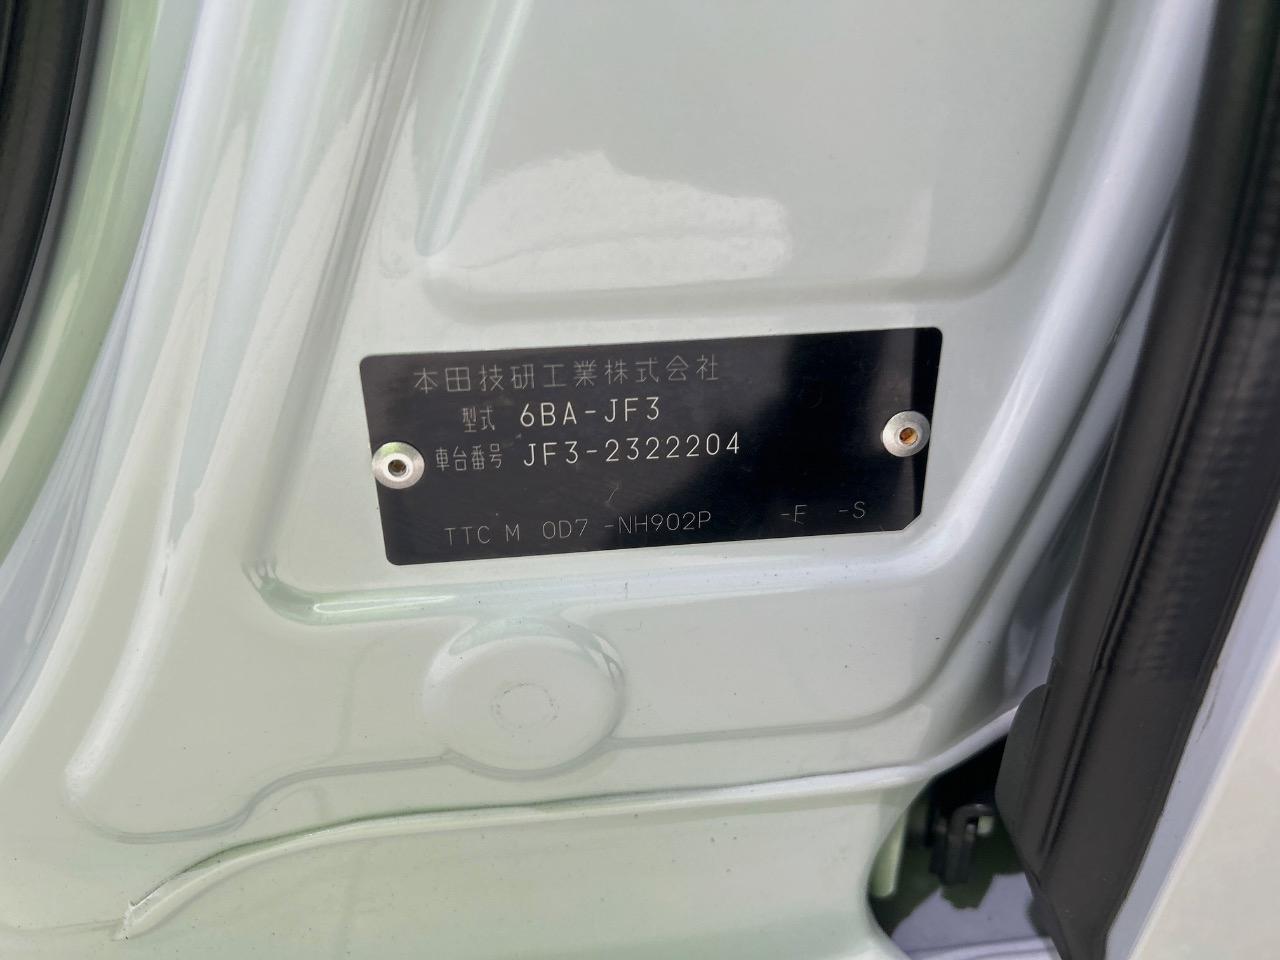 本田技研工業株式会社
型式 6BA-JF3
車台番号 JF3-2322204
TTC M 0D7 -NH902P -F -S